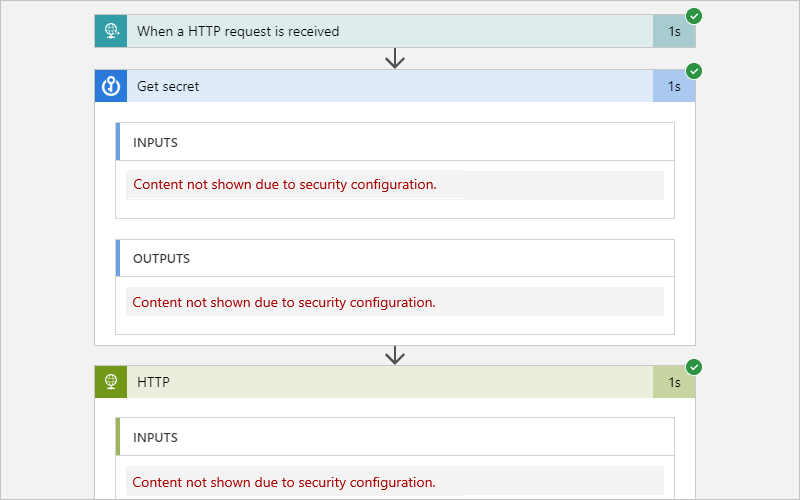 When a HTTP request is received 1s
Get secret 1s
INPUTS
Content not shown due to security configuration.
OUTPUTS
Content not shown due to security configuration.
HTTP 1s
INPUTS
Content not shown due to security configuration.